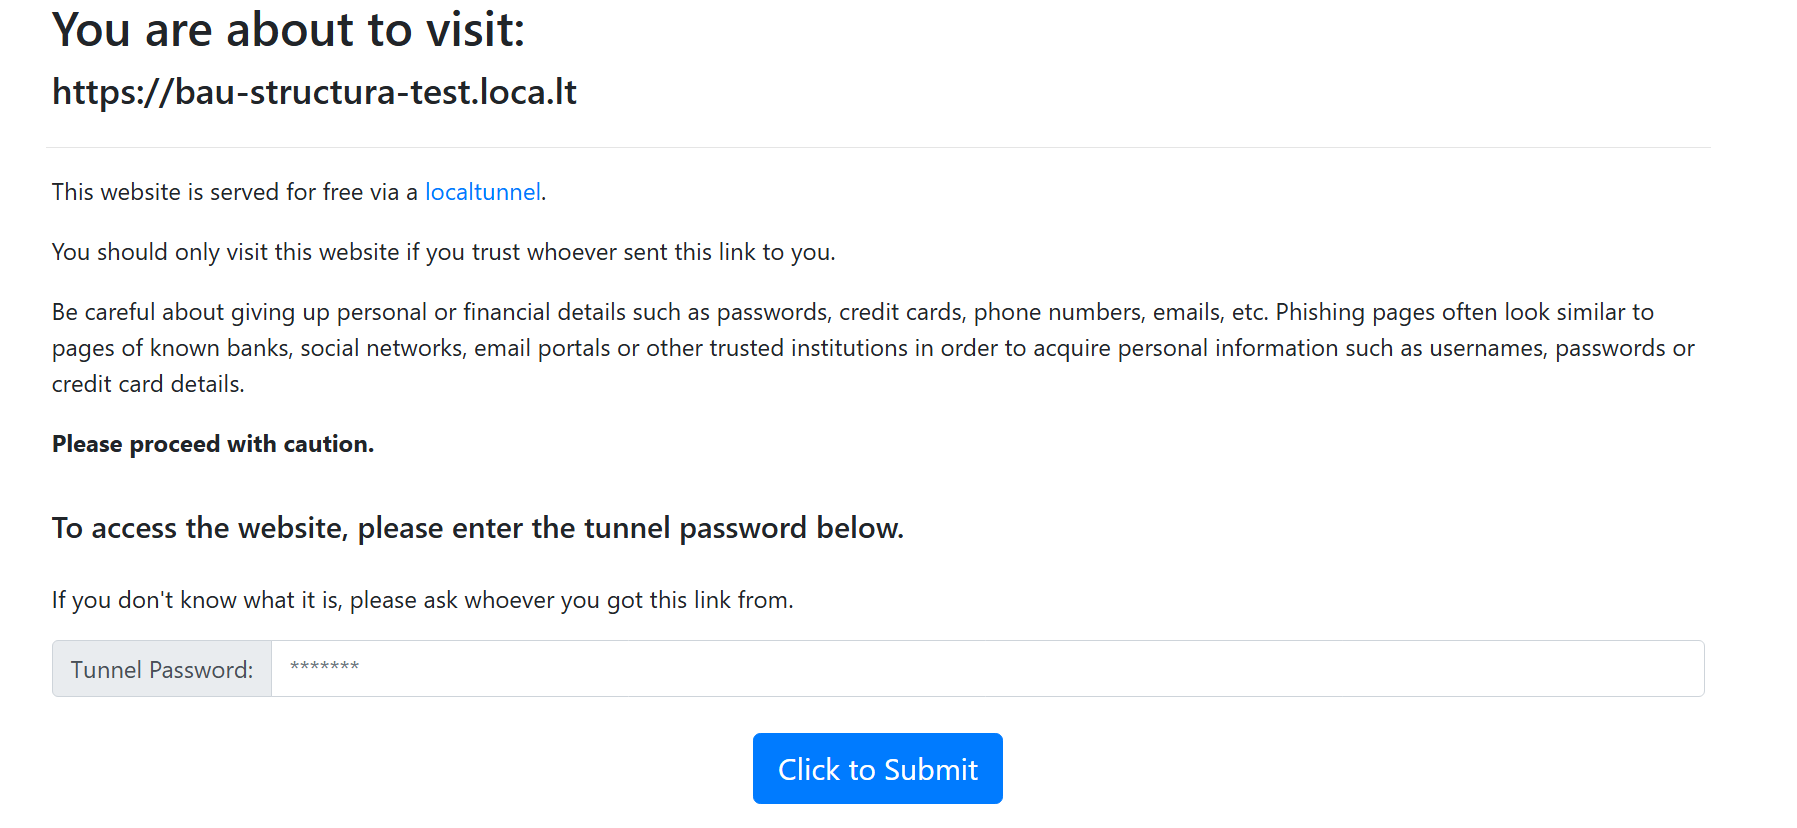 You are about to visit:
https://bau-structura-test.loca.lt
This website is served for free via a localtunnel.
You should only visit this website if you trust whoever sent this link to you.
Be careful about giving up personal or financial details such as passwords, credit cards, phone numbers, emails, etc. Phishing pages often look similar to
pages of known banks, social networks, email portals or other trusted institutions in order to acquire personal information such as usernames, passwords or
credit card details.
Please proceed with caution.
To access the website, please enter the tunnel password below.
If you don't know what it is, please ask whoever you got this link from.
Tunnel Password: *******
Click to Submit